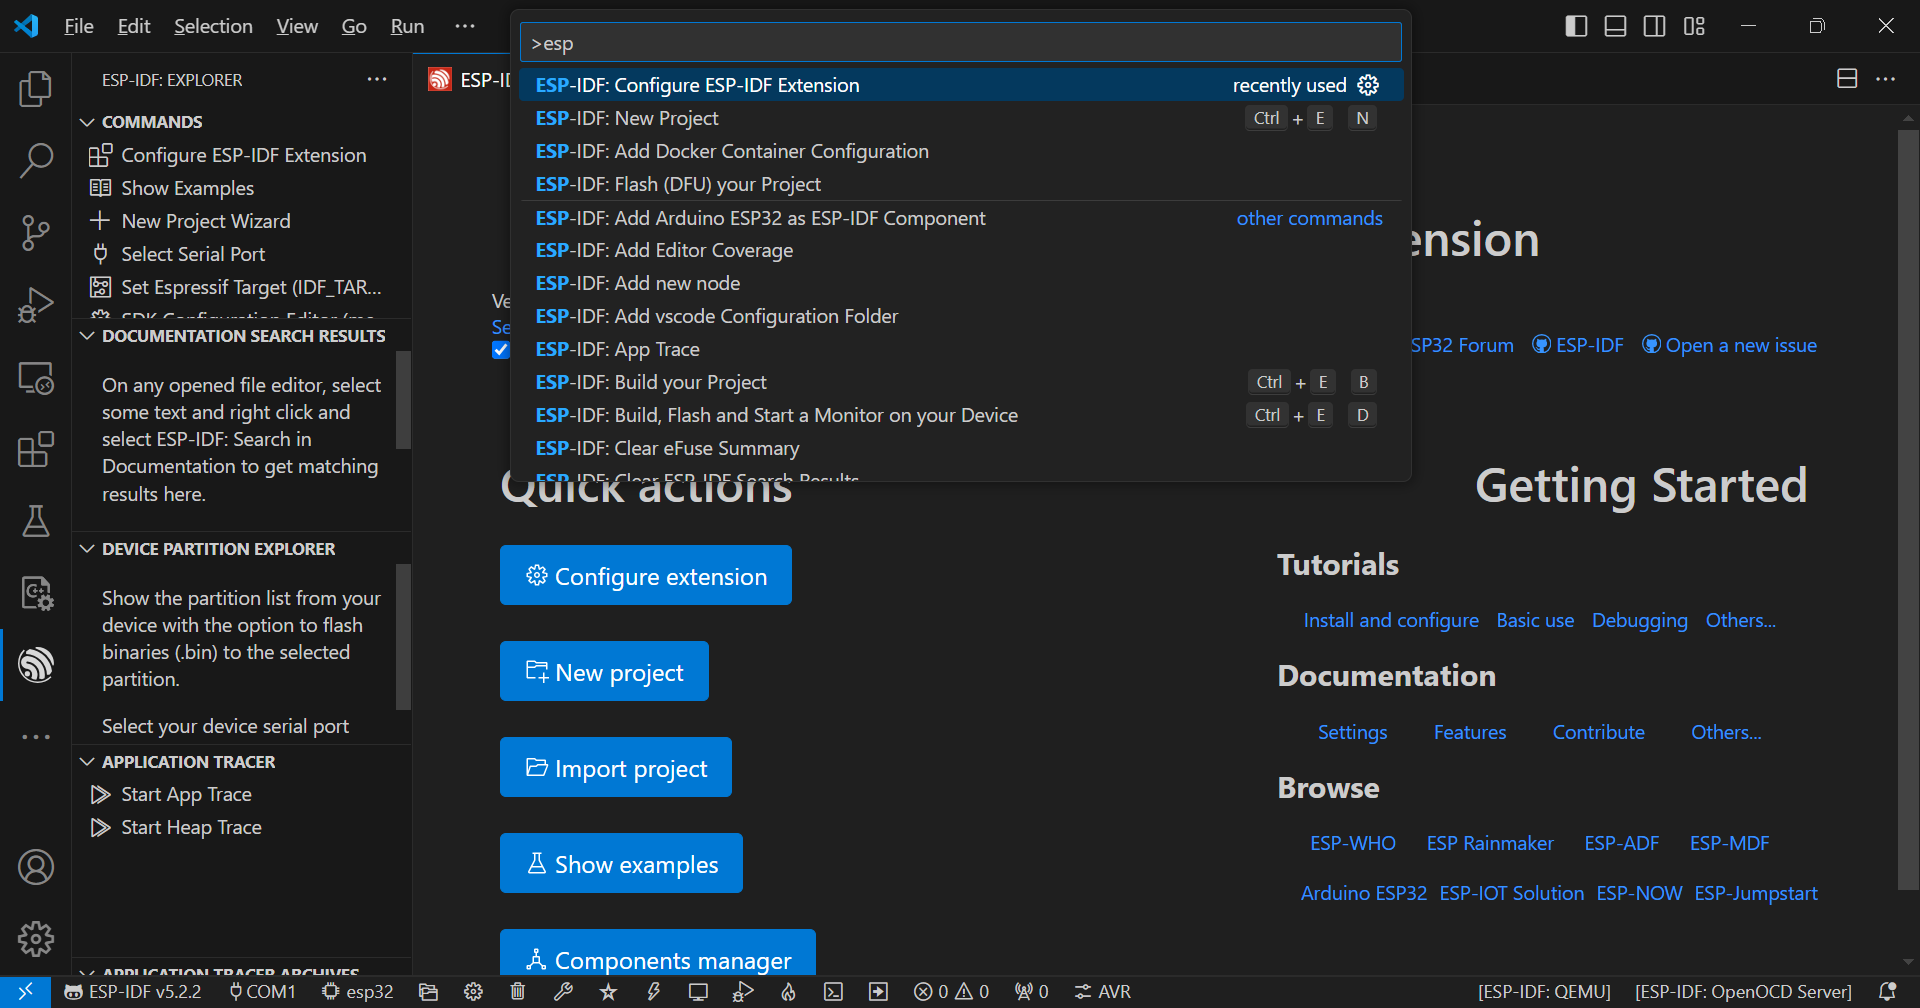 File Edit Selection View Go Run ···
>esp
ESP-IDF: EXPLORER
COMMANDS
Configure ESP-IDF Extension
Show Examples
New Project Wizard
Select Serial Port
Set Espressif Target (IDF_TAR...
SDK Configuration Editor (me
DOCUMENTATION SEARCH RESULTS
On any opened file editor, select
some text and right click and
select ESP-IDF: Search in
Documentation to get matching
results here.
DEVICE PARTITION EXPLORER
Show the partition list from your
device with the option to flash
binaries (.bin) to the selected
partition.
Select your device serial port
APPLICATION TRACER
Start App Trace
Start Heap Trace
APPLICATION TRACER ARCHIVES
ESP-IDF: Configure ESP-IDF Extension recently used
ESP-IDF: New Project Ctrl + E N
ESP-IDF: Add Docker Container Configuration
ESP-IDF: Flash (DFU) your Project
ESP-IDF: Add Arduino ESP32 as ESP-IDF Component other commands
ESP-IDF: Add Editor Coverage
ESP-IDF: Add new node
ESP-IDF: Add vscode Configuration Folder
ESP-IDF: App Trace
ESP-IDF: Build your Project Ctrl + E B
ESP-IDF: Build, Flash and Start a Monitor on your Device Ctrl + E D
ESP-IDF: Clear eFuse Summary
ESP-IDF: Clear ESP-IDF Search Results
ESP-ID
ension
Ve
Se
SP32 Forum ESP-IDF Open a new issue
Quick actions
Configure extension
New project
Import project
Show examples
Components manager
Getting Started
Tutorials
Install and configure Basic use Debugging Others...
Documentation
Settings Features Contribute Others...
Browse
ESP-WHO ESP Rainmaker ESP-ADF ESP-MDF
Arduino ESP32 ESP-IOT Solution ESP-NOW ESP-Jumpstart
ESP-IDF v5.2.2 COM1 esp32 0 0 0 AVR [ESP-IDF: QEMU] [ESP-IDF: OpenOCD Server]